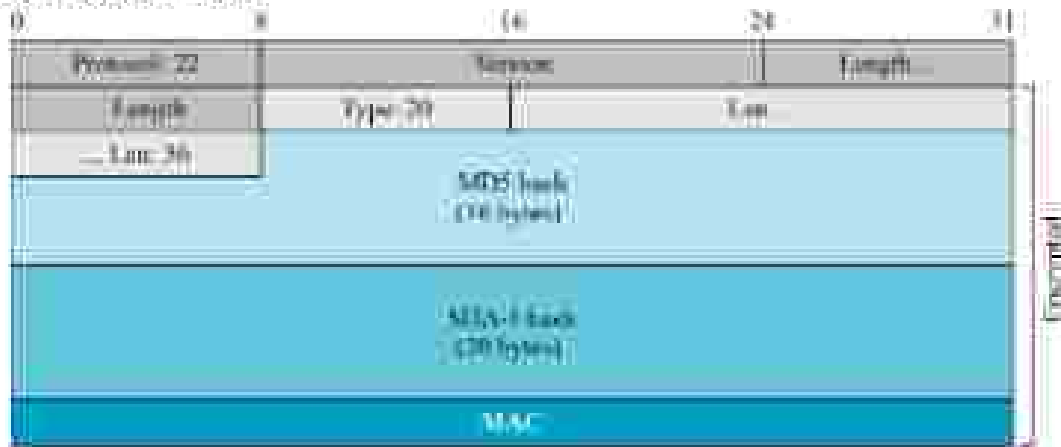 0 8 16 24 31
Protocol: 22 Version Length ...
Length Type: 20 Len
... Len: 36
MD5 hash
(16 bytes)
SHA-1 hash
(20 bytes)
MAC
Encrypted